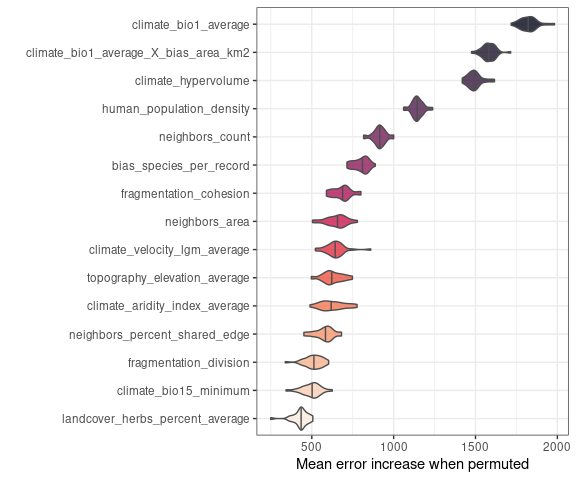 climate_bio1_average
climate_bio1_average_X_bias_area_km2
climate_hypervolume
human_population_density
neighbors_count
bias_species_per_record
fragmentation_cohesion
neighbors_area
climate_velocity_lgm_average
topography_elevation_average
climate_aridity_index_average
neighbors_percent_shared_edge
fragmentation_division
climate_bio15_minimum
landcover_herbs_percent_average
500 1000 1500 2000
Mean error increase when permuted